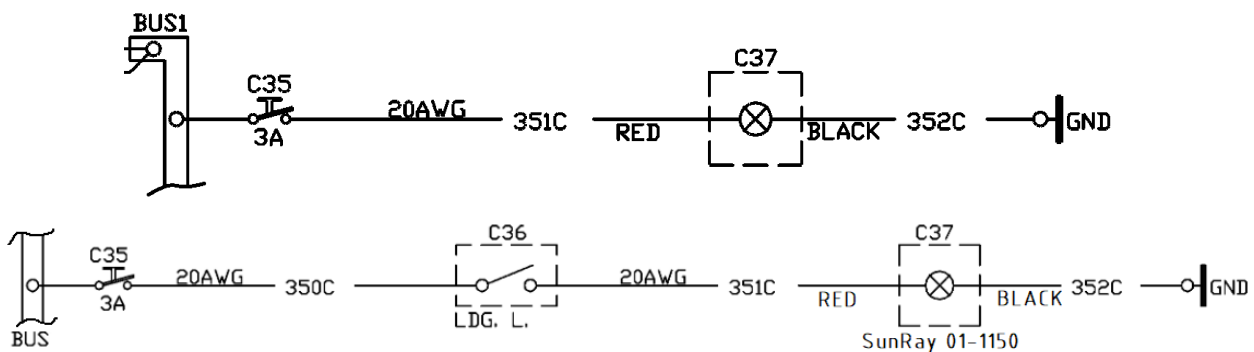 BUS1
C35
3A
20AWG
351C
RED
C37
BLACK
352C
GND
BUS
C35
3A
20AWG
350C
C36
LDG. L.
20AWG
351C
RED
C37
SunRay 01-1150
BLACK
352C
GND